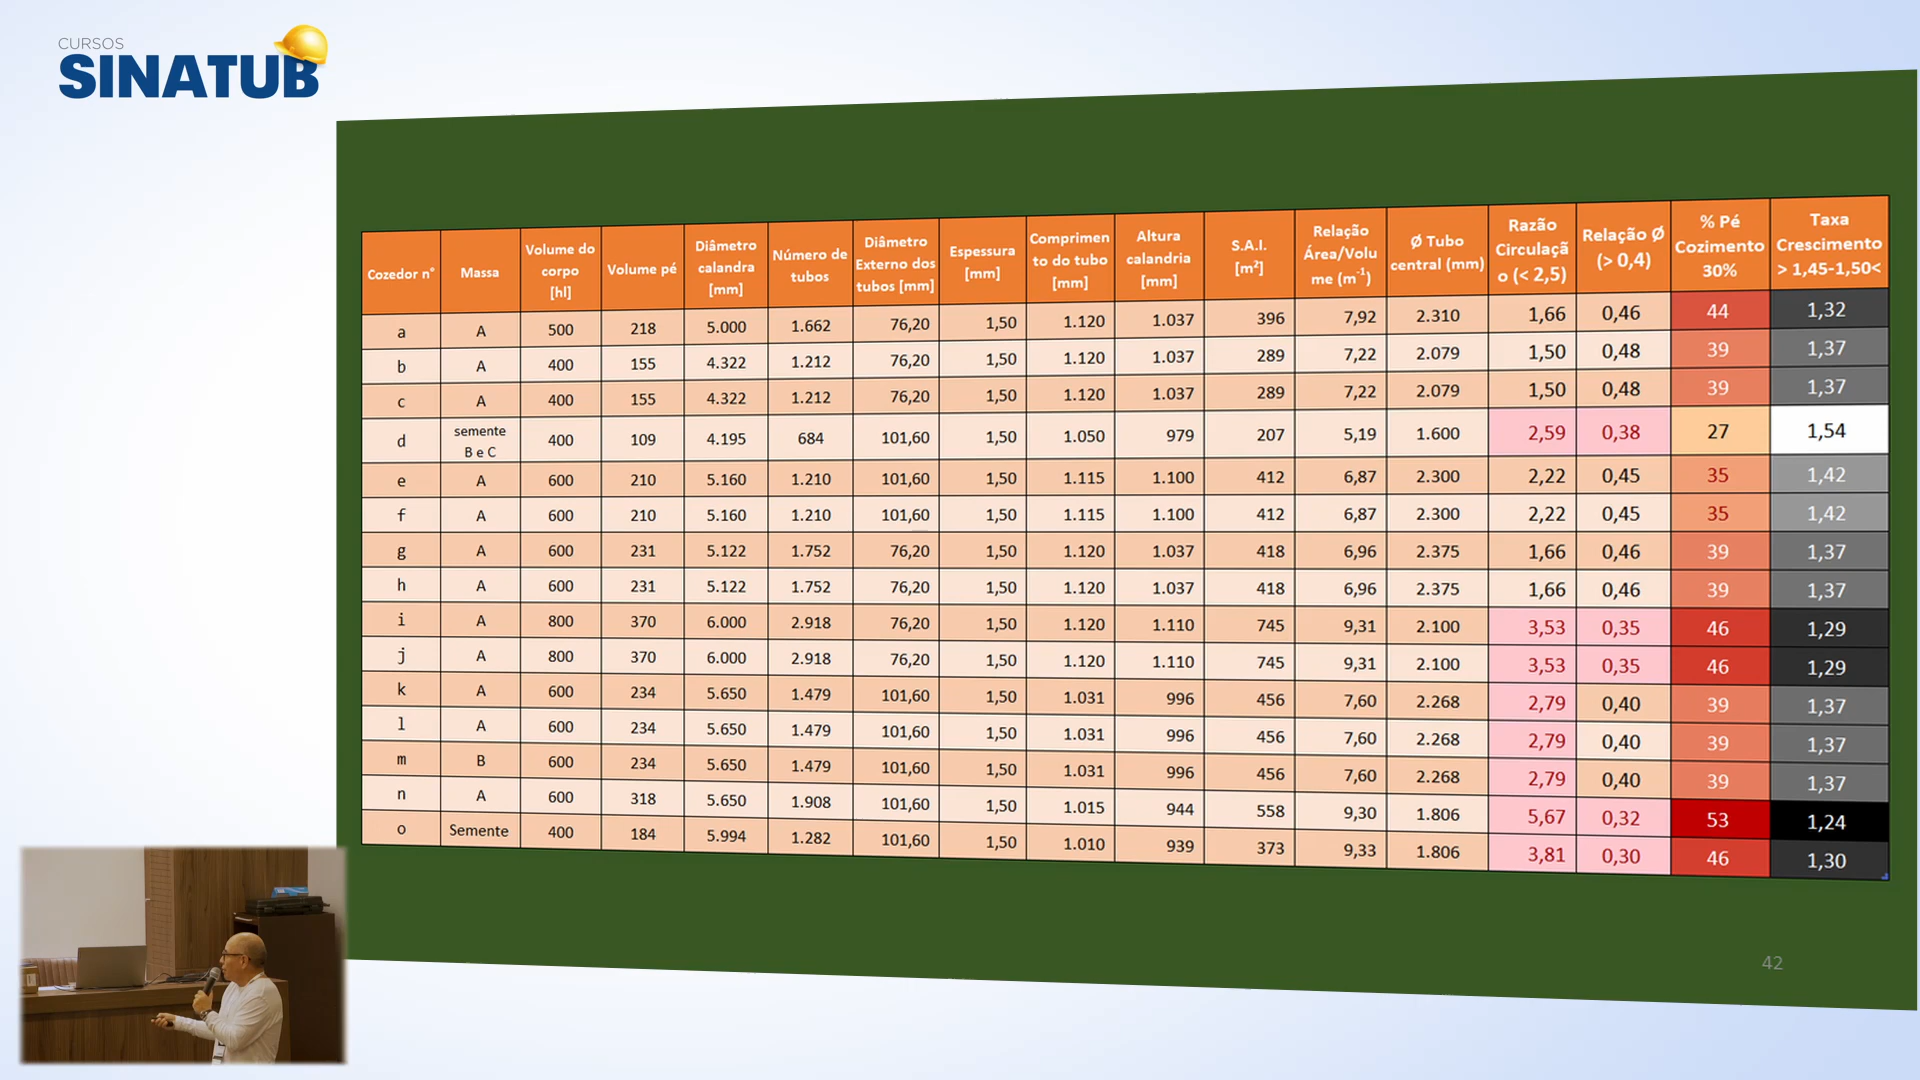 CURSOS
SINATUB
Cozedor n° Massa Volume do corpo [hl] Volume pé Diâmetro calandra [mm] Número de tubos Diâmetro Externo dos tubos [mm] Espessura [mm] Comprimen to do tubo [mm] Altura calandria [mm] S.A.I. [m²] Relação Área/Volu me (m⁻¹) Ø Tubo central (mm) Razão Circulaçã o (< 2,5) Relação Ø (> 0,4) % Pé Cozimento 30% Taxa Crescimento > 1,45-1,50<
a A 500 218 5.000 1.662 76,20 1,50 1.120 1.037 396 7,92 2.310 1,66 0,46 44 1,32
b A 400 155 4.322 1.212 76,20 1,50 1.120 1.037 289 7,22 2.079 1,50 0,48 39 1,37
c A 400 155 4.322 1.212 76,20 1,50 1.120 1.037 289 7,22 2.079 1,50 0,48 39 1,37
d semente B e C 400 109 4.195 684 101,60 1,50 1.050 979 207 5,19 1.600 2,59 0,38 27 1,54
e A 600 210 5.160 1.210 101,60 1,50 1.115 1.100 412 6,87 2.300 2,22 0,45 35 1,42
f A 600 210 5.160 1.210 101,60 1,50 1.115 1.100 412 6,87 2.300 2,22 0,45 35 1,42
g A 600 231 5.122 1.752 76,20 1,50 1.120 1.037 418 6,96 2.375 1,66 0,46 39 1,37
h A 600 231 5.122 1.752 76,20 1,50 1.120 1.037 418 6,96 2.375 1,66 0,46 39 1,37
i A 800 370 6.000 2.918 76,20 1,50 1.120 1.110 745 9,31 2.100 3,53 0,35 46 1,29
j A 800 370 6.000 2.918 76,20 1,50 1.120 1.110 745 9,31 2.100 3,53 0,35 46 1,29
k A 600 234 5.650 1.479 101,60 1,50 1.031 996 456 7,60 2.268 2,79 0,40 39 1,37
l A 600 234 5.650 1.479 101,60 1,50 1.031 996 456 7,60 2.268 2,79 0,40 39 1,37
m B 600 234 5.650 1.479 101,60 1,50 1.031 996 456 7,60 2.268 2,79 0,40 39 1,37
n A 600 318 5.650 1.908 101,60 1,50 1.015 944 558 9,30 1.806 5,67 0,32 53 1,24
o Semente 400 184 5.994 1.282 101,60 1,50 1.010 939 373 9,33 1.806 3,81 0,30 46 1,30
42